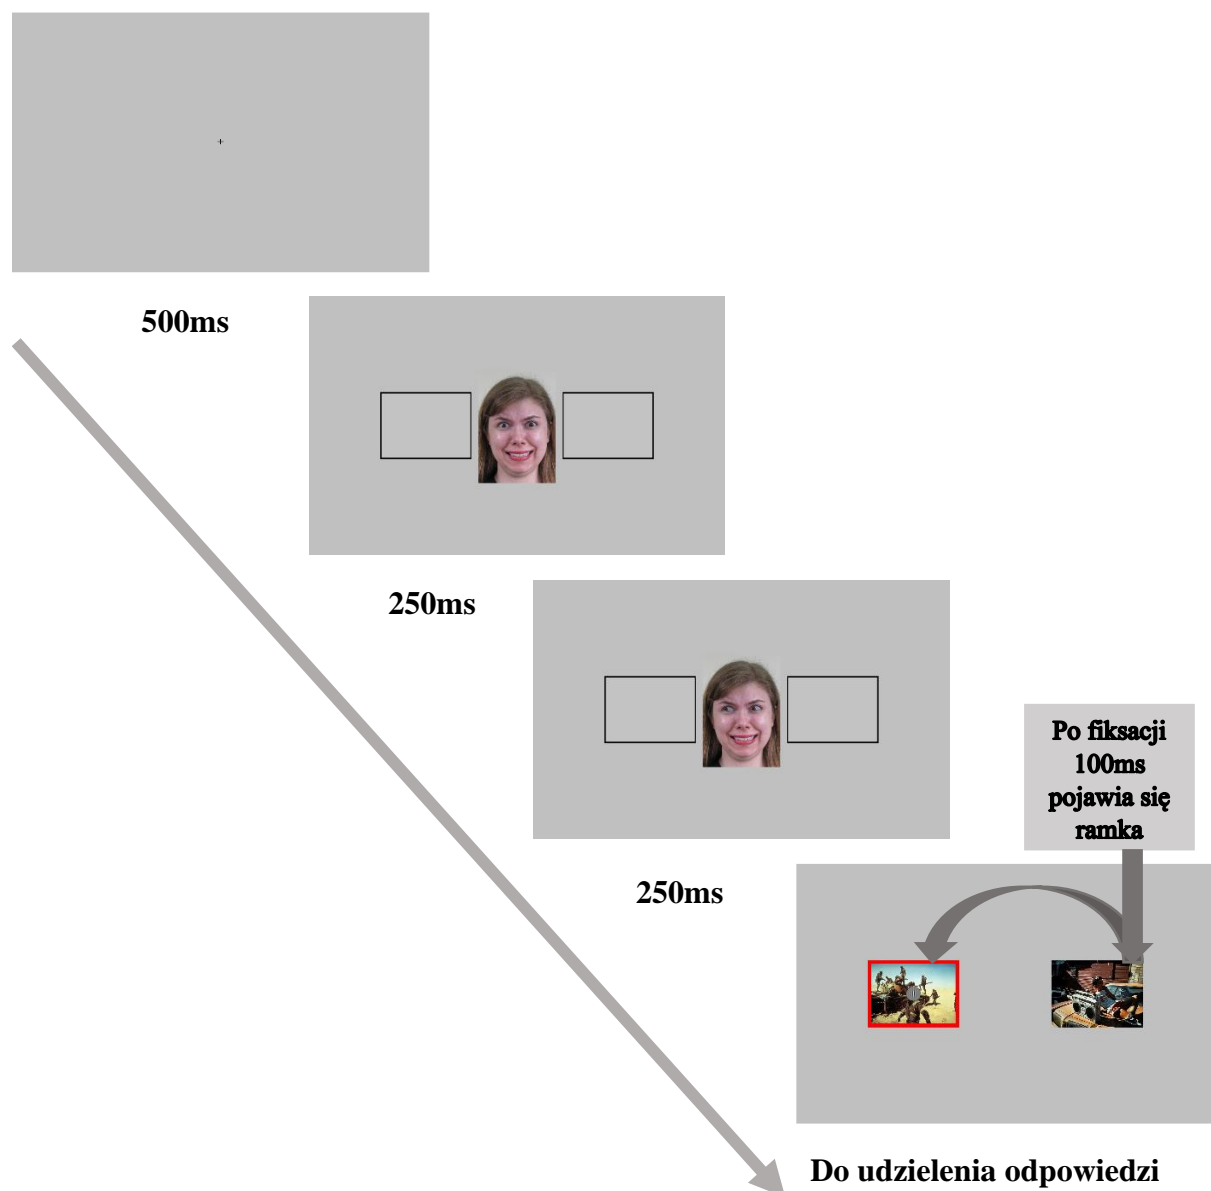 500ms
250ms
250ms
Po fiksacji
100ms
pojawia się
ramka
Do udzielenia odpowiedzi